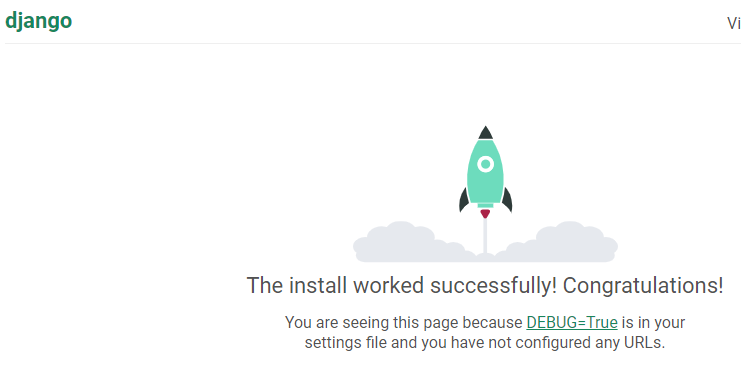 django
Vi
The install worked successfully! Congratulations!
You are seeing this page because DEBUG=True is in your
settings file and you have not configured any URLs.